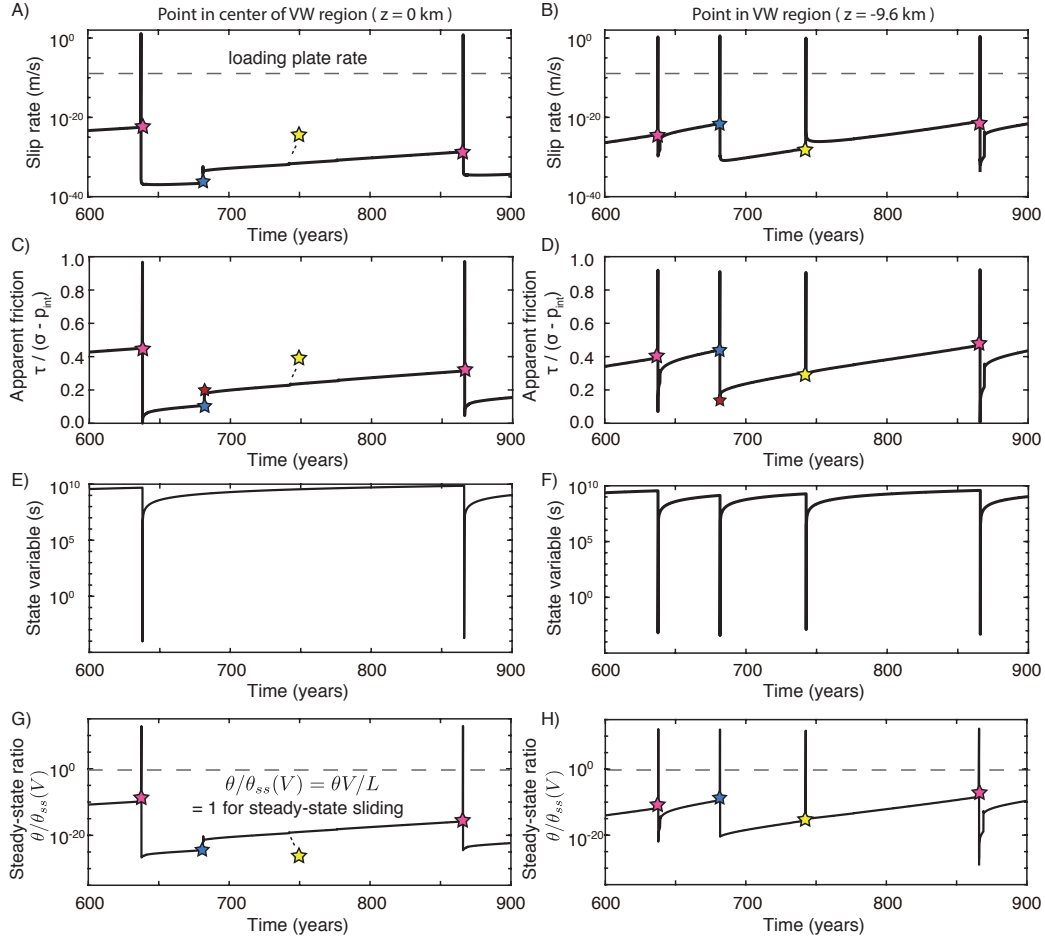 A)
Point in center of VW region ( z = 0 km )
10^0
10^-20
10^-40
Slip rate (m/s)
loading plate rate
600
700
800
900
Time (years)
B)
Point in VW region ( z = -9.6 km )
10^0
10^-20
10^-40
Slip rate (m/s)
600
700
800
900
Time (years)
C)
1.0
0.8
0.6
0.4
0.2
0.0
Apparent friction
τ / (σ - p_int)
600
700
800
900
Time (years)
D)
1.0
0.8
0.6
0.4
0.2
0.0
Apparent friction
τ / (σ - p_int)
600
700
800
900
Time (years)
E)
10^10
10^5
10^0
State variable (s)
600
700
800
900
Time (years)
F)
10^10
10^5
10^0
State variable (s)
600
700
800
900
Time (years)
G)
10^0
10^-20
Steady-state ratio
θ/θ_ss(V)
θ/θ_ss(V) = θV/L
= 1 for steady-state sliding
600
700
800
900
Time (years)
H)
10^0
10^-20
Steady-state ratio
θ/θ_ss(V)
600
700
800
900
Time (years)